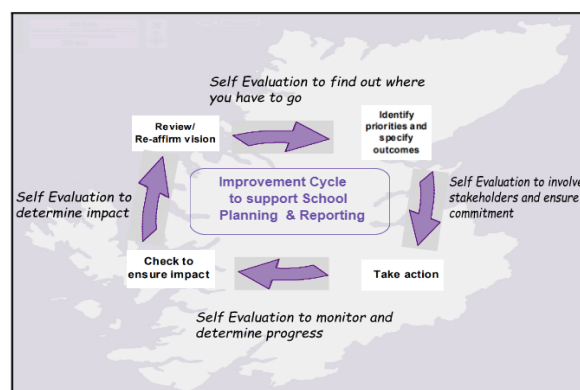 Self Evaluation to find out where
you have to go
Review/
Re-affirm vision
Identify
priorities and
specify
outcomes
Self Evaluation to
determine impact
Improvement Cycle
to support School
Planning & Reporting
Self Evaluation to involve
stakeholders and ensure
commitment
Check to
ensure impact
Take action
Self Evaluation to monitor and
determine progress